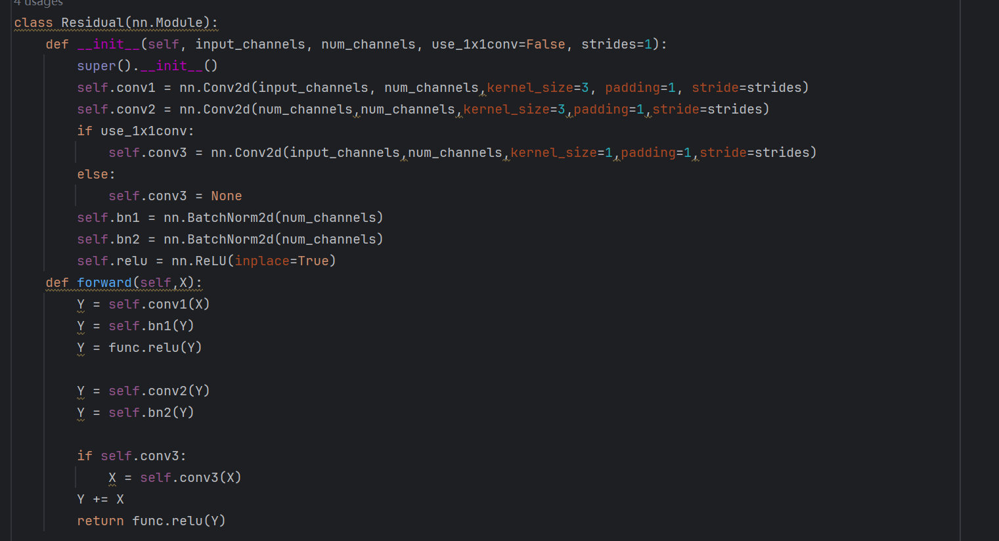 4 usages
class Residual(nn.Module):
    def __init__(self, input_channels, num_channels, use_1x1conv=False, strides=1):
        super().__init__()
        self.conv1 = nn.Conv2d(input_channels, num_channels,kernel_size=3, padding=1, stride=strides)
        self.conv2 = nn.Conv2d(num_channels,num_channels,kernel_size=3,padding=1,stride=strides)
        if use_1x1conv:
            self.conv3 = nn.Conv2d(input_channels,num_channels,kernel_size=1,padding=1,stride=strides)
        else:
            self.conv3 = None
        self.bn1 = nn.BatchNorm2d(num_channels)
        self.bn2 = nn.BatchNorm2d(num_channels)
        self.relu = nn.ReLU(inplace=True)
    def forward(self,X):
        Y = self.conv1(X)
        Y = self.bn1(Y)
        Y = func.relu(Y)

        Y = self.conv2(Y)
        Y = self.bn2(Y)

        if self.conv3:
            X = self.conv3(X)
        Y += X
        return func.relu(Y)